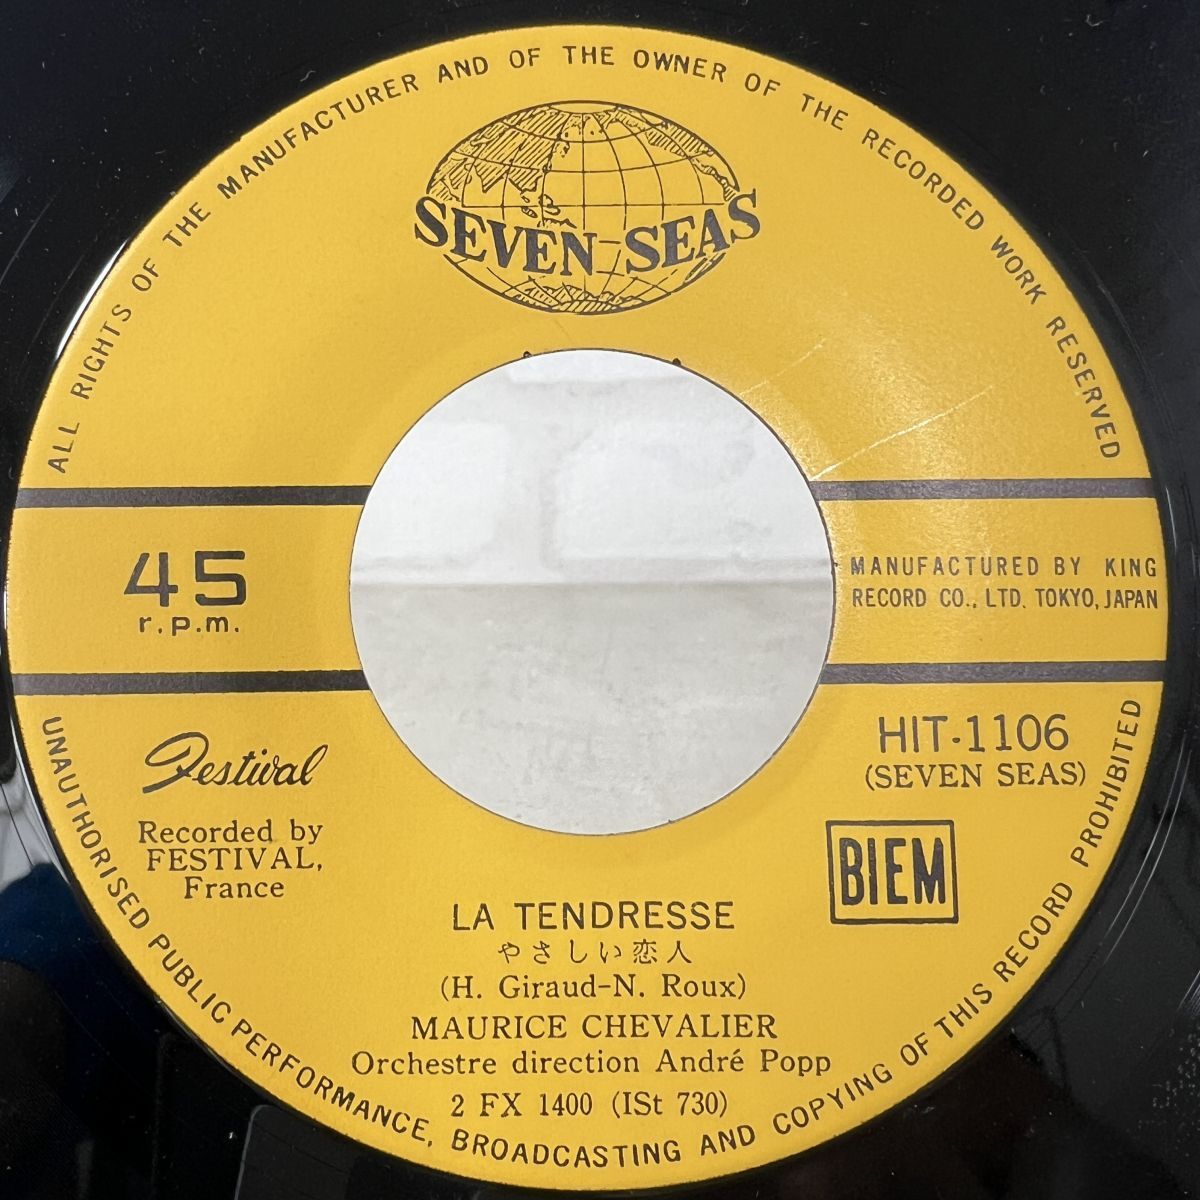 ALL RIGHTS OF THE MANUFACTURER AND OF THE OWNER OF THE RECORDED WORK RESERVED
SEVEN SEAS
45
r.p.m.
MANUFACTURED BY KING
RECORD CO., LTD. TOKYO, JAPAN
Festival
Recorded by
FESTIVAL,
France
HIT-1106
(SEVEN SEAS)
BIEM
LA TENDRESSE
やさしい恋人
(H. Giraud-N. Roux)
MAURICE CHEVALIER
Orchestre direction André Popp
2 FX 1400 (ISt 730)
UNAUTHORISED PUBLIC PERFORMANCE, BROADCASTING AND COPYING OF THIS RECORD PROHIBITED